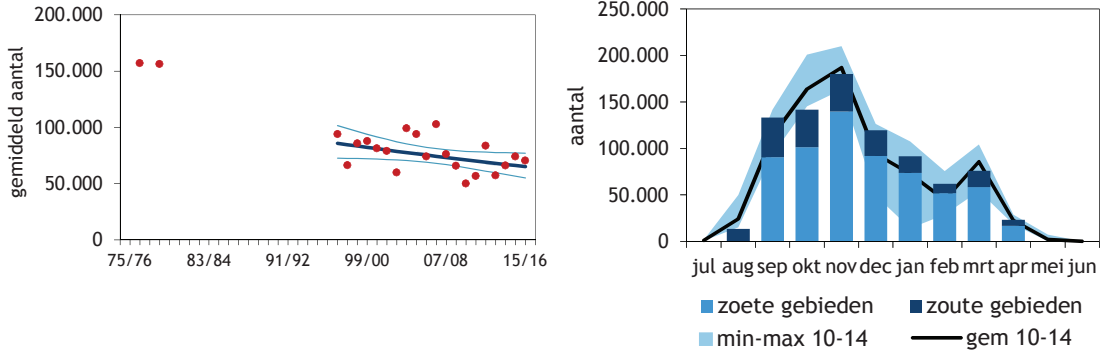 gemiddeld aantal
200.000
150.000
100.000
50.000
0
75/76 83/84 91/92 99/00 07/08 15/16
aantal
250.000
200.000
150.000
100.000
50.000
0
jul aug sep okt nov dec jan feb mrt apr mei jun
zoete gebieden zoute gebieden
min-max 10-14 gem 10-14